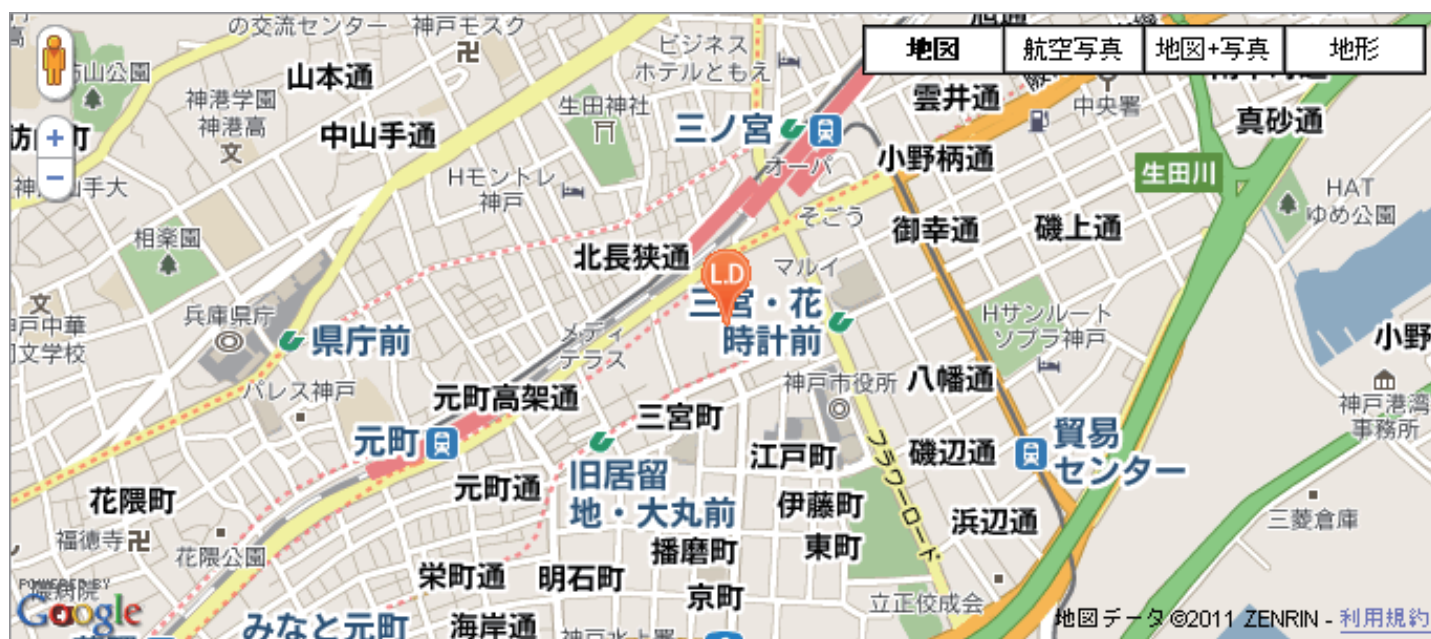 の交流センター
神戸モスク
旭通
ビジネス
ホテルともえ
地図
航空写真
地図+写真
地形
山本通
神港学園
神港高
生田神社
雲井通
中央署
真砂通
中山手通
三ノ宮
オーパ
小野柄通
生田川
Hモントレ
神戸
HAT
ゆめ公園
相楽園
そごう
御幸通
磯上通
北長狭通
マルイ
L.D
三宮・花
時計前
兵庫県庁
県庁前
メディ
テラス
Hサンルート
ソプラ神戸
小野
パレス神戸
元町高架通
神戸市役所
八幡通
神戸港湾
事務所
三宮町
元町
旧居留
地・大丸前
江戸町
フラワーロード
磯辺通
貿易
センター
花隈町
元町通
伊藤町
浜辺通
三菱倉庫
福徳寺
花隈公園
播磨町
東町
栄町通
明石町
京町
立正佼成会
POWERED BY
Google
みなと元町
海岸通
神戸水上署
地図データ ©2011 ZENRIN - 利用規約